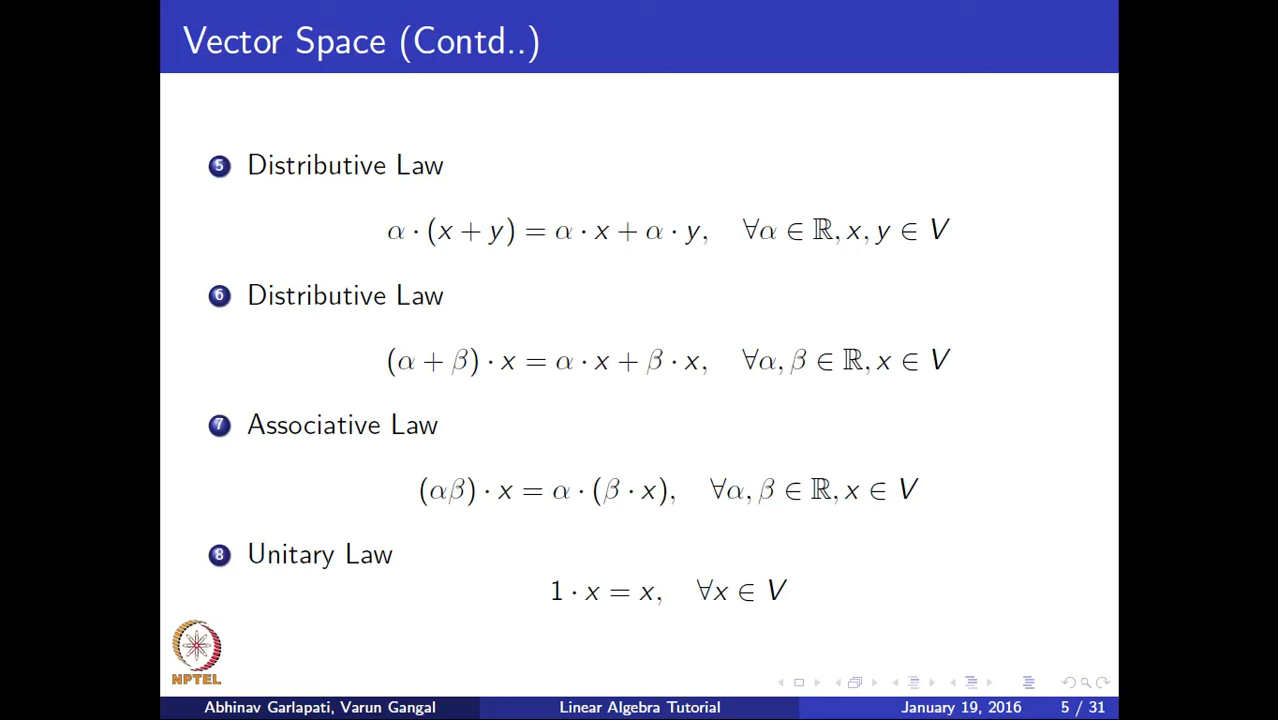 Vector Space (Contd..)
5 Distributive Law
α · (x + y) = α · x + α · y, ∀α ∈ ℝ, x, y ∈ V
6 Distributive Law
(α + β) · x = α · x + β · x, ∀α, β ∈ ℝ, x ∈ V
7 Associative Law
(αβ) · x = α · (β · x), ∀α, β ∈ ℝ, x ∈ V
8 Unitary Law
1 · x = x, ∀x ∈ V
NPTEL
Abhinav Garlapati, Varun Gangal Linear Algebra Tutorial January 19, 2016 5 / 31